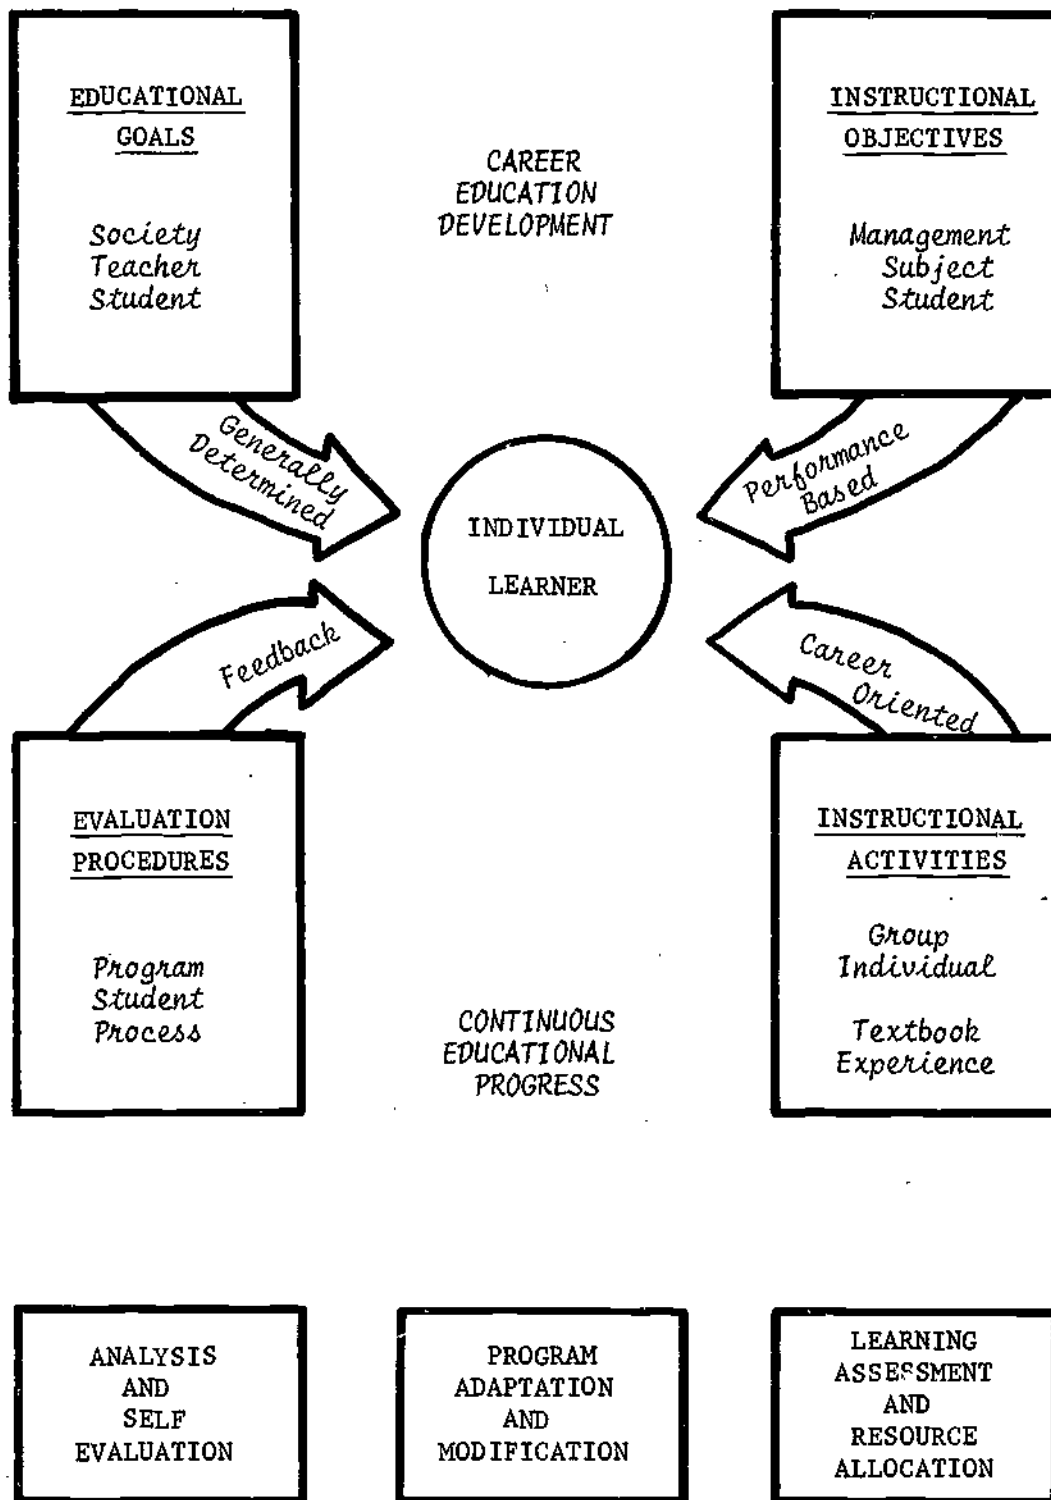 EDUCATIONAL
GOALS
Society
Teacher
Student
CAREER
EDUCATION
DEVELOPMENT
INSTRUCTIONAL
OBJECTIVES
Management
Subject
Student
Generally
Determined
Performance
Based
INDIVIDUAL
LEARNER
Feedback
Career
Oriented
EVALUATION
PROCEDURES
Program
Student
Process
CONTINUOUS
EDUCATIONAL
PROGRESS
INSTRUCTIONAL
ACTIVITIES
Group
Individual
Textbook
Experience
ANALYSIS
AND
SELF
EVALUATION
PROGRAM
ADAPTATION
AND
MODIFICATION
LEARNING
ASSESSMENT
AND
RESOURCE
ALLOCATION